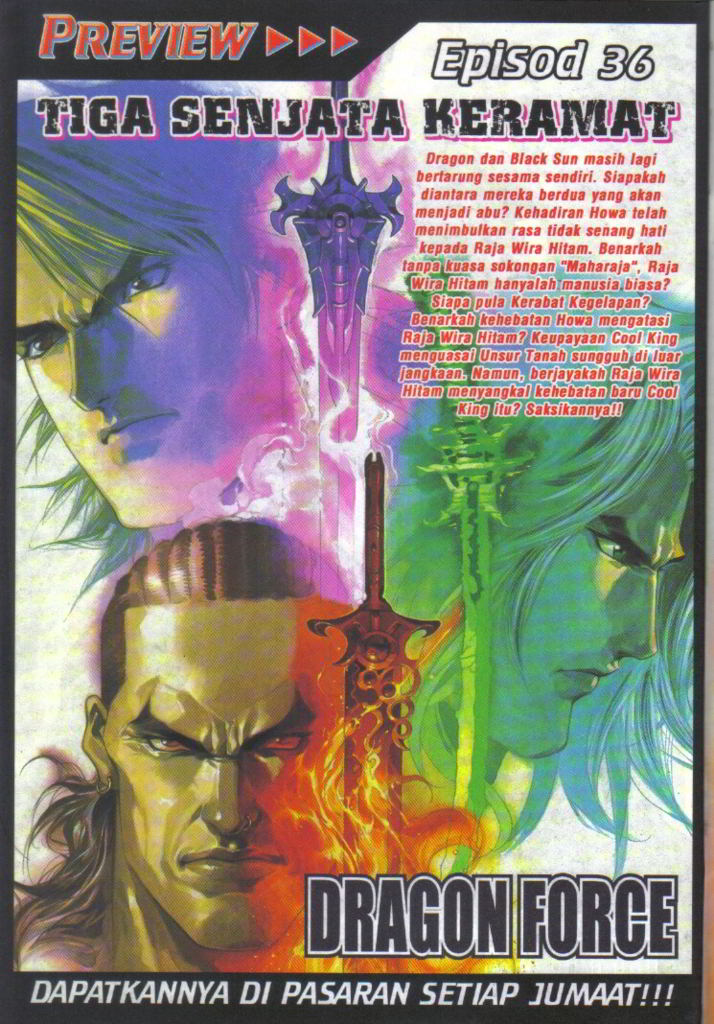 PREVIEW
Episod 36
TIGA SENJATA KERAMAT
Dragon dan Black Sun masih lagi
bertarung sesama sendiri. Siapakah
diantara mereka berdua yang akan
menjadi abu? Kehadiran Howa telah
menimbulkan rasa tidak senang hati
kepada Raja Wira Hitam. Benarkah
tanpa kuasa sokongan "Maharaja", Raja
Wira Hitam hanyalah manusia biasa?
Siapa pula Kerabat Kegelapan?
Benarkah kehebatan Howa mengatasi
Raja Wira Hitam? Keupayaan Cool King
menguasai Unsur Tanah sungguh di luar
jangkaan. Namun, berjayakah Raja Wira
Hitam menyangkal kehebatan baru Cool
King itu? Saksikannya!!
DRAGON FORCE
DAPATKANNYA DI PASARAN SETIAP JUMAAT!!!